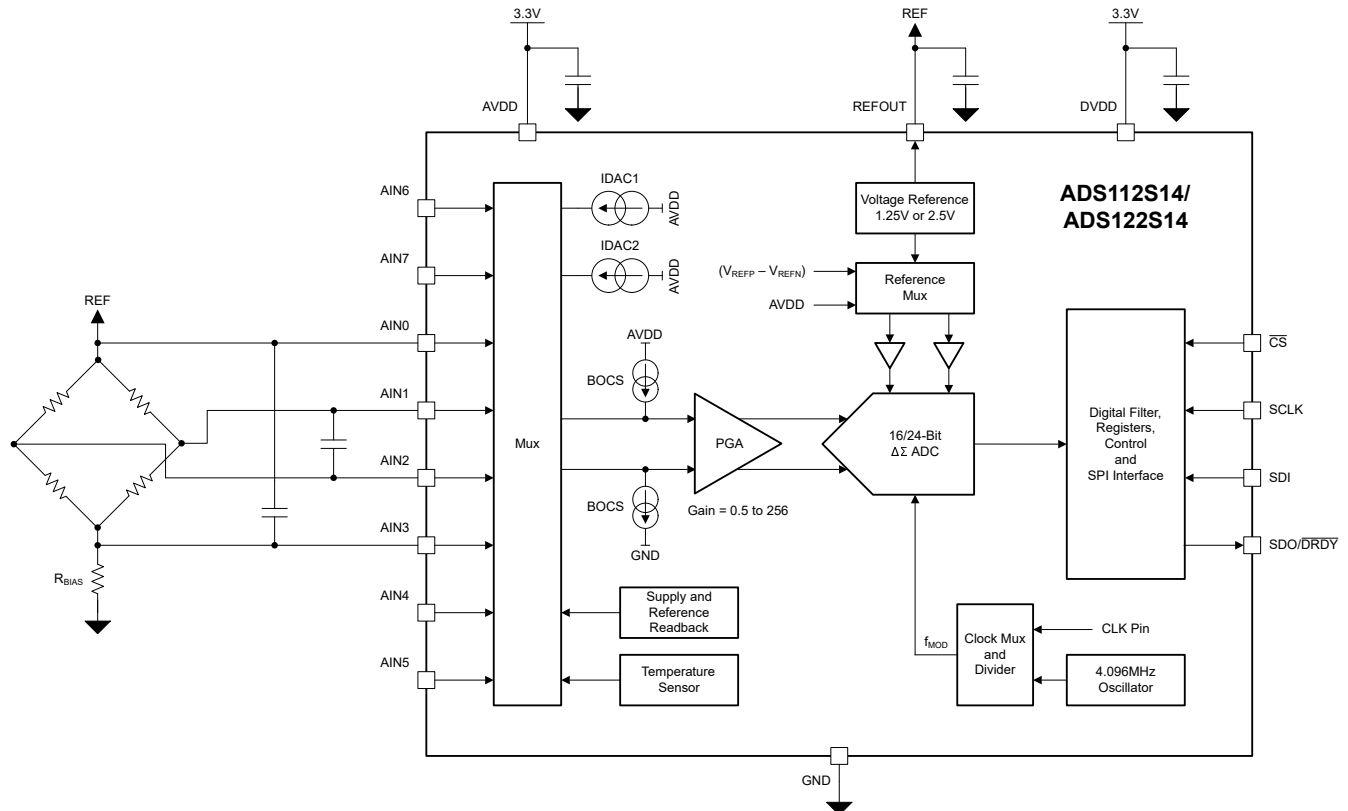 3.3V
REF
3.3V
AVDD
REFOUT
DVDD
ADS112S14/
ADS122S14
AIN6
IDAC1
AVDD
Voltage Reference
1.25V or 2.5V
AIN7
IDAC2
AVDD
(VREFP – VREFN)
Reference
Mux
AVDD
REF
AIN0
AVDD
CS
BOCS
AIN1
SCLK
Mux
PGA
16/24-Bit
ΔΣ ADC
Digital Filter,
Registers,
Control
and
SPI Interface
AIN2
SDI
BOCS
Gain = 0.5 to 256
AIN3
GND
SDO/DRDY
RBIAS
AIN4
Supply and
Reference
Readback
fMOD
Clock Mux
and
Divider
CLK Pin
AIN5
Temperature
Sensor
4.096MHz
Oscillator
GND